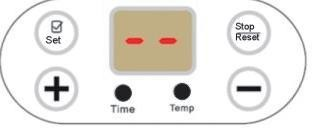 Set
- -
Stop
Reset
+
-
Time
Temp